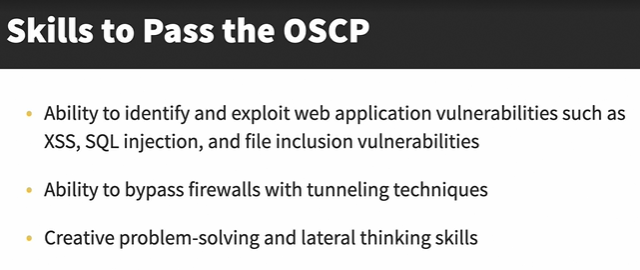 Skills to Pass the OSCP
• Ability to identify and exploit web application vulnerabilities such as
XSS, SQL injection, and file inclusion vulnerabilities
• Ability to bypass firewalls with tunneling techniques
• Creative problem-solving and lateral thinking skills